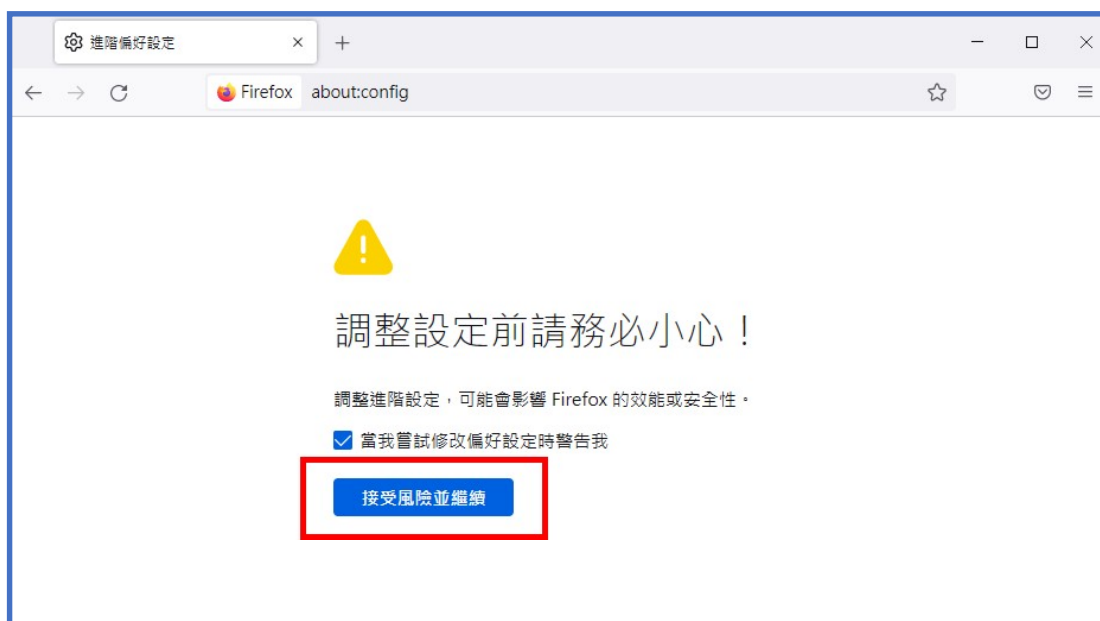 進階偏好設定
Firefox about:config
調整設定前請務必小心！
調整進階設定，可能會影響 Firefox 的效能或安全性。
當我嘗試修改偏好設定時警告我
接受風險並繼續